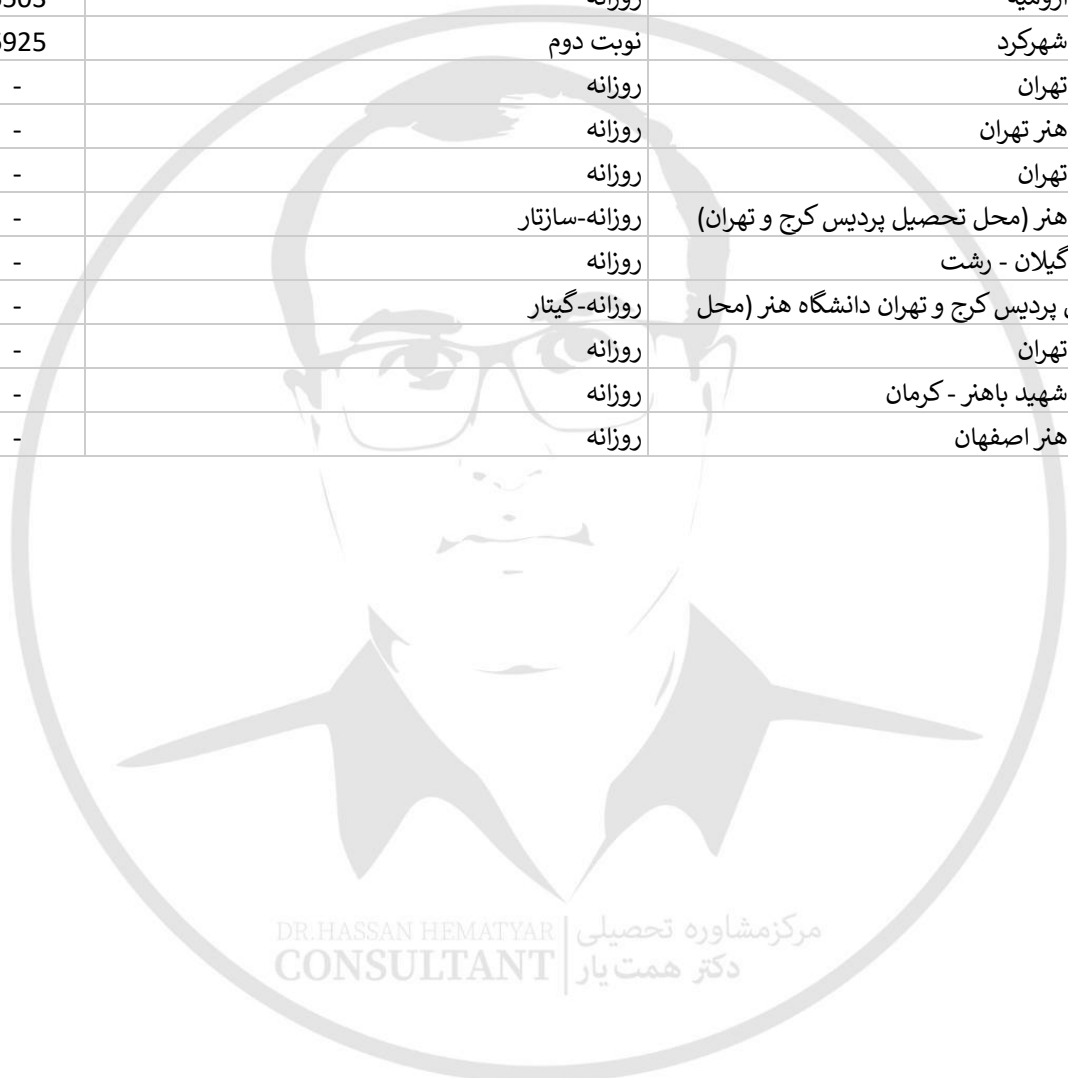 شهرکرد نوبت دوم 6925
تهران روزانه -
هنر تهران روزانه -
تهران روزانه -
هنر (محل تحصیل پردیس کرج و تهران) روزانه-سازتار -
گیلان - رشت روزانه -
پردیس کرج و تهران دانشگاه هنر (محل روزانه-گیتار -
تهران روزانه -
شهید باهنر - کرمان روزانه -
هنر اصفهان روزانه -
DR.HASSAN HEMATYAR مرکزمشاوره تحصیلی
CONSULTANT دکتر همت یار